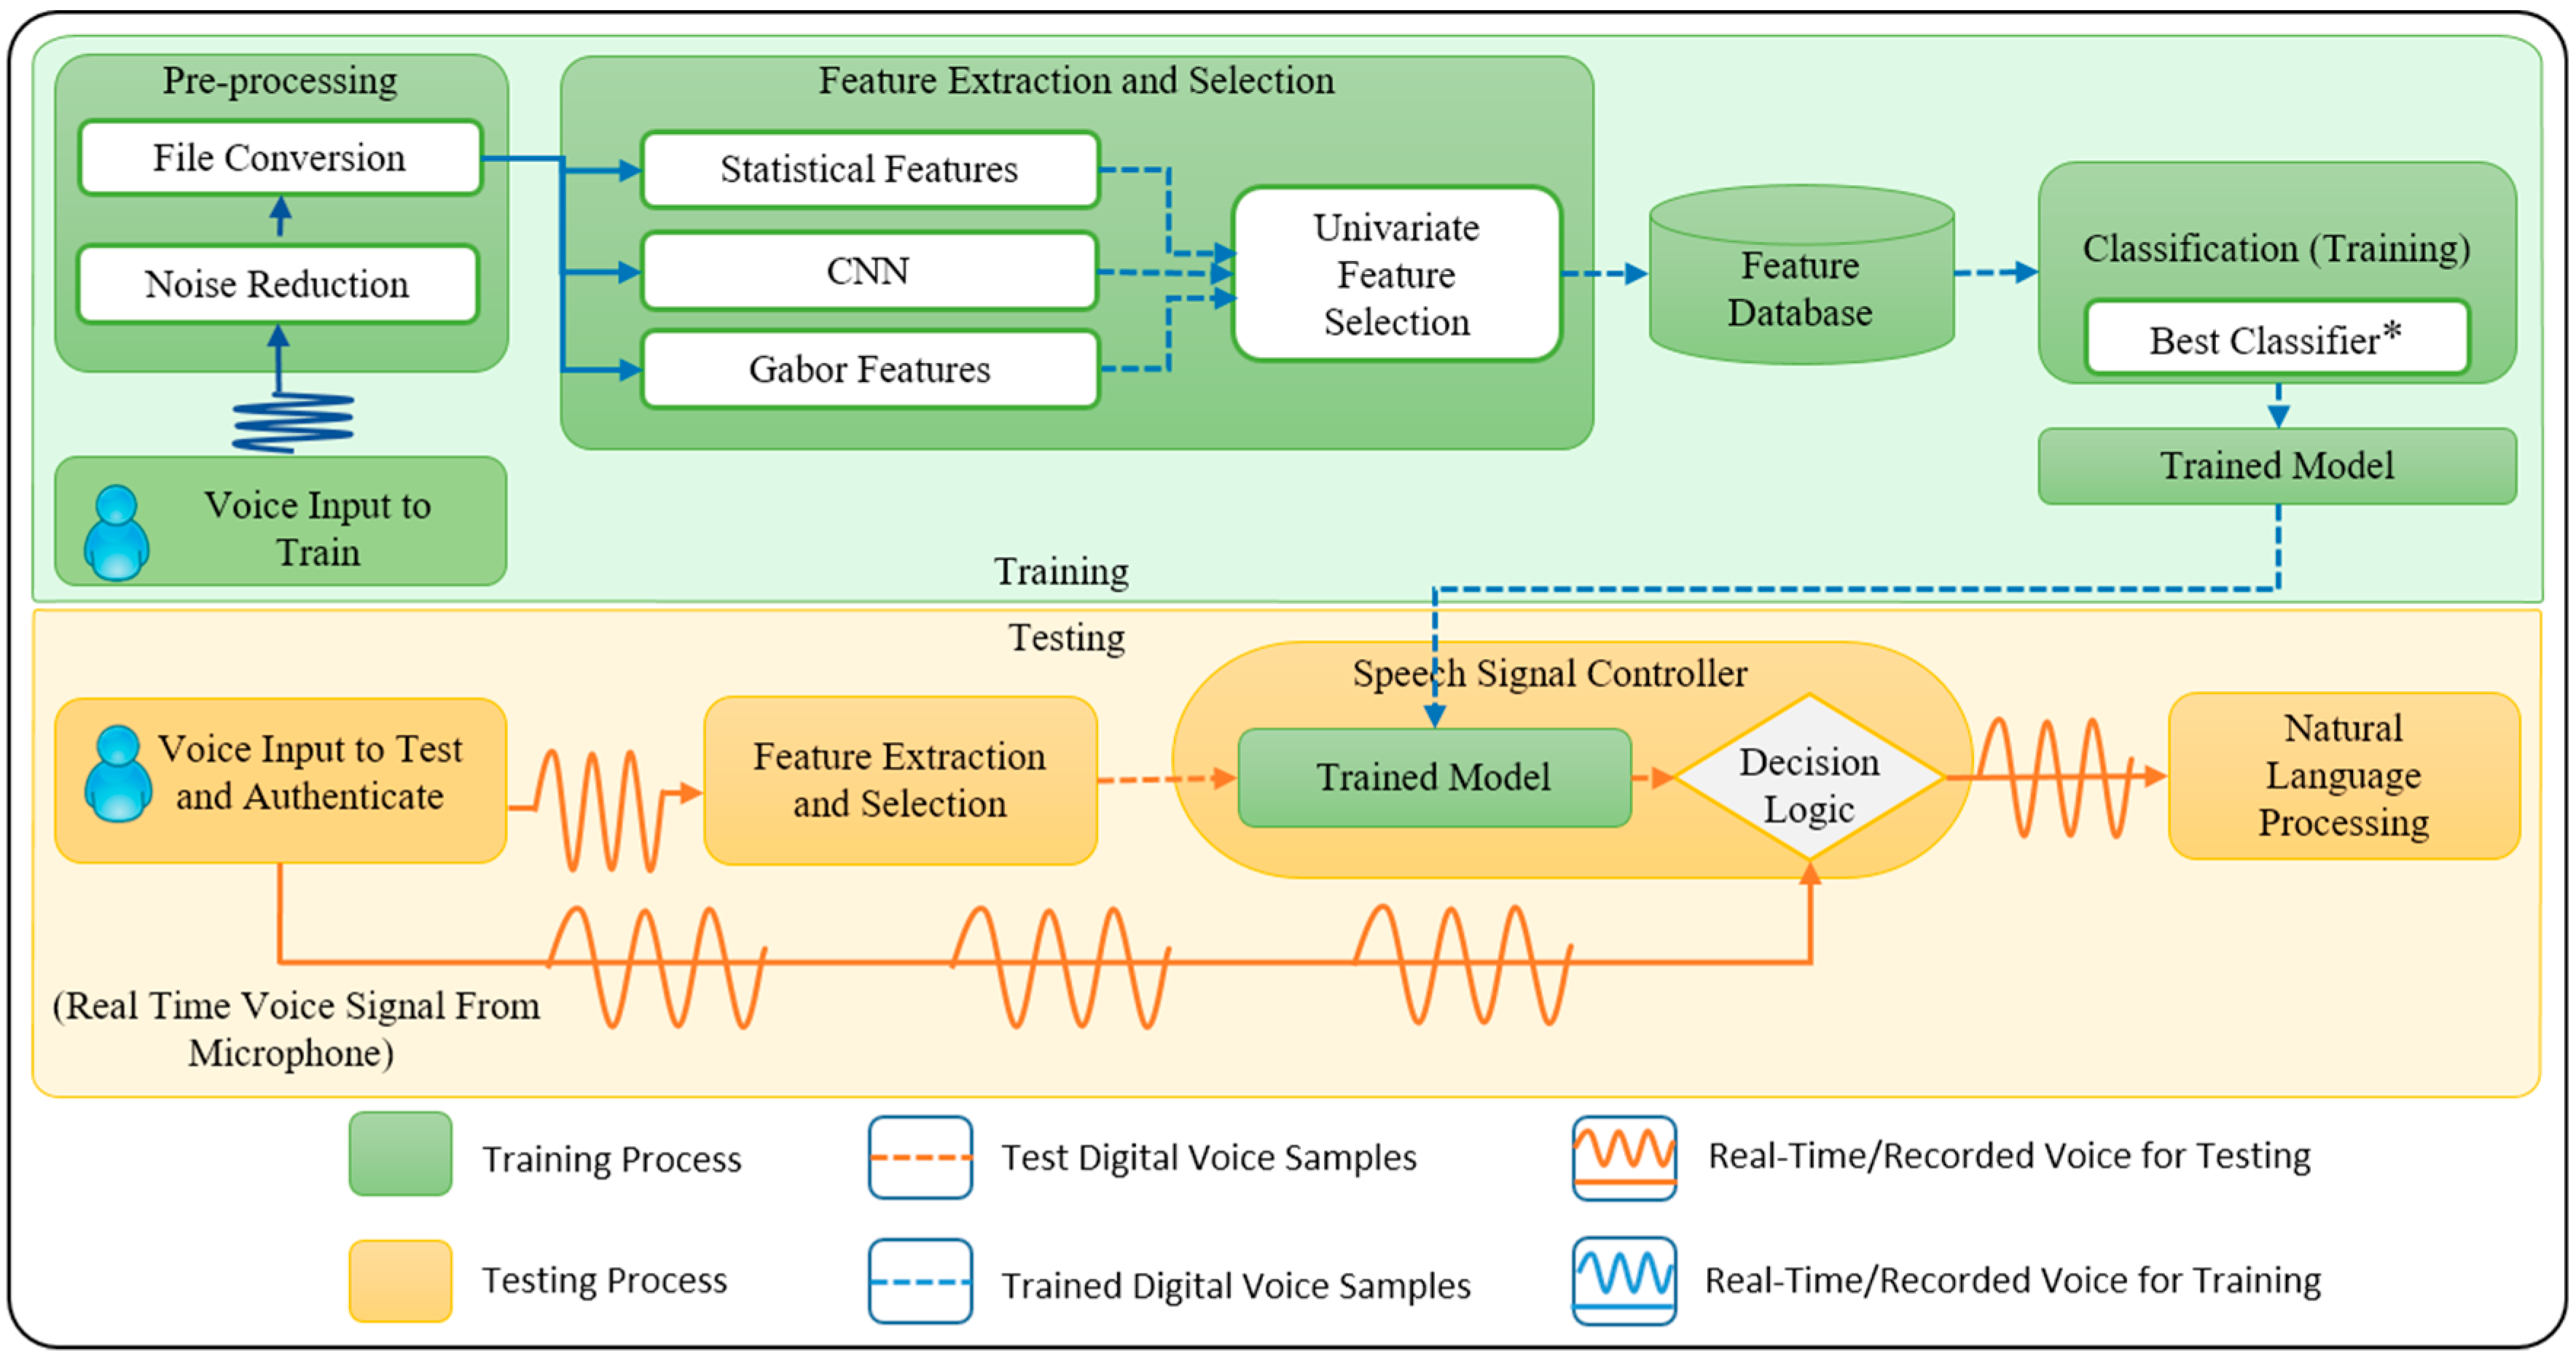 Pre-processing
File Conversion
Noise Reduction
Voice Input to
Train
Feature Extraction and Selection
Statistical Features
CNN
Gabor Features
Univariate
Feature
Selection
Feature
Database
Classification (Training)
Best Classifier*
Trained Model
Training
Testing
Voice Input to Test
and Authenticate
Feature Extraction
and Selection
Speech Signal Controller
Trained Model
Decision
Logic
Natural
Language
Processing
(Real Time Voice Signal From
Microphone)
Training Process
Test Digital Voice Samples
Real-Time/Recorded Voice for Testing
Testing Process
Trained Digital Voice Samples
Real-Time/Recorded Voice for Training